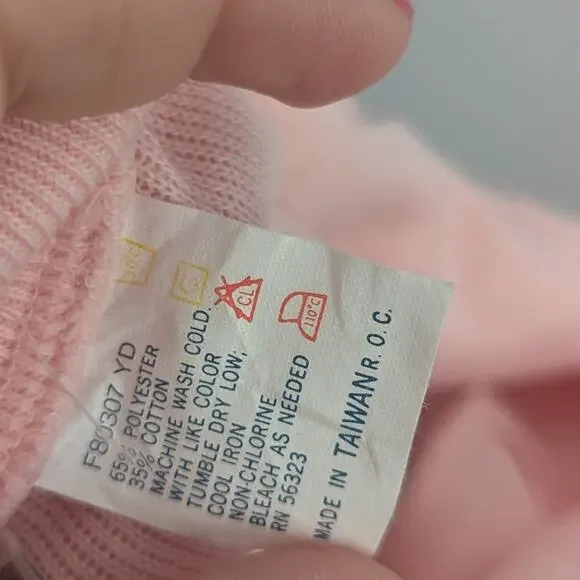 30°C
CL
110°C
F80307 YD
65% POLYESTER
35% COTTON
MACHINE WASH COLD.
WITH LIKE COLOR
TUMBLE DRY LOW;
COOL IRON
NON-CHLORINE
BLEACH AS NEEDED
RN 56323
MADE IN TAIWAN R. O. C.